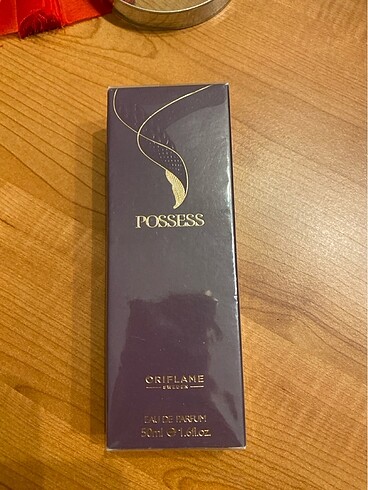 POSSESS
ORIFLAME
SWEDEN
EAU DE PARFUM
50ml ℮ 1.6fl.oz.